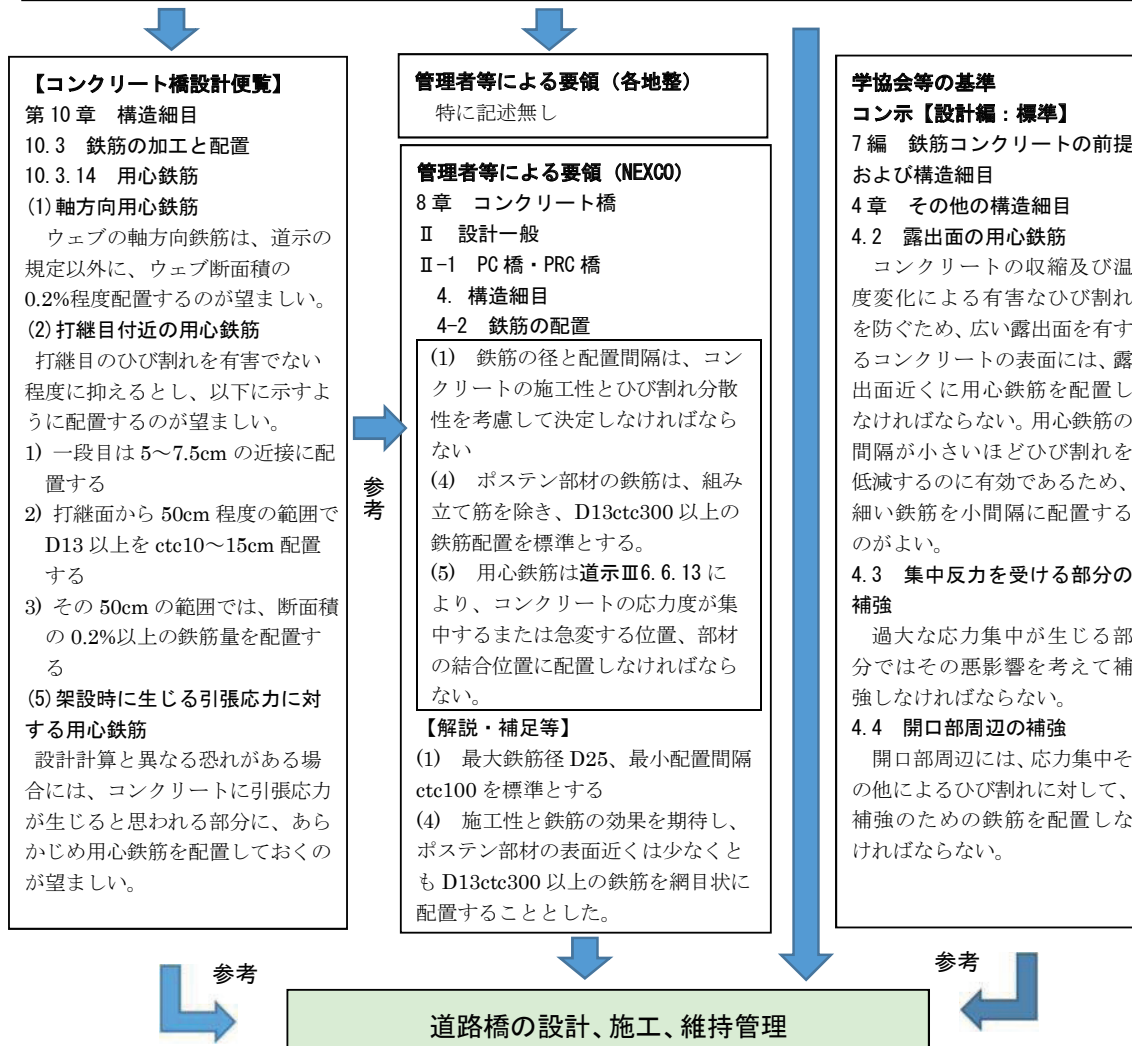 【コンクリート橋設計便覧】
第10章　構造細目
10.3　鉄筋の加工と配置
10.3.14　用心鉄筋
(1)軸方向用心鉄筋
ウェブの軸方向鉄筋は、道示の
規定以外に、ウェブ断面積の
0.2%程度配置するのが望ましい。
(2)打継目付近の用心鉄筋
打継目のひび割れを有害でない
程度に抑えるとし、以下に示すよ
うに配置するのが望ましい。
1) 一段目は 5～7.5cm の近接に配
置する
2) 打継面から 50cm 程度の範囲で
D13 以上を ctc10～15cm 配置
する
3) その 50cm の範囲では、断面積
の 0.2%以上の鉄筋量を配置す
る
(5)架設時に生じる引張応力に対
する用心鉄筋
設計計算と異なる恐れがある場
合には、コンクリートに引張応力
が生じると思われる部分に、あら
かじめ用心鉄筋を配置しておくの
が望ましい。
参考
管理者等による要領（各地整）
特に記述無し
管理者等による要領（NEXCO）
8章　コンクリート橋
Ⅱ　設計一般
Ⅱ-1　PC橋・PRC橋
4. 構造細目
4-2　鉄筋の配置
(1)　鉄筋の径と配置間隔は、コン
クリートの施工性とひび割れ分散
性を考慮して決定しなければなら
ない
(4)　ポステン部材の鉄筋は、組み
立て筋を除き、D13ctc300 以上の
鉄筋配置を標準とする。
(5)　用心鉄筋は道示Ⅲ6.6.13 に
より、コンクリートの応力度が集
中するまたは急変する位置、部材
の結合位置に配置しなければなら
ない。
【解説・補足等】
(1)　最大鉄筋径 D25、最小配置間隔
ctc100 を標準とする
(4)　施工性と鉄筋の効果を期待し、
ポステン部材の表面近くは少なくと
も D13ctc300 以上の鉄筋を網目状に
配置することとした。
学協会等の基準
コン示【設計編：標準】
7編　鉄筋コンクリートの前提
および構造細目
4章　その他の構造細目
4.2　露出面の用心鉄筋
コンクリートの収縮及び温
度変化による有害なひび割れ
を防ぐため、広い露出面を有す
るコンクリートの表面には、露
出面近くに用心鉄筋を配置し
なければならない。用心鉄筋の
間隔が小さいほどひび割れを
低減するのに有効であるため、
細い鉄筋を小間隔に配置する
のがよい。
4.3　集中反力を受ける部分の
補強
過大な応力集中が生じる部
分ではその悪影響を考えて補
強しなければならない。
4.4　開口部周辺の補強
開口部周辺には、応力集中そ
の他によるひび割れに対して、
補強のための鉄筋を配置しな
ければならない。
参考
参考
道路橋の設計、施工、維持管理